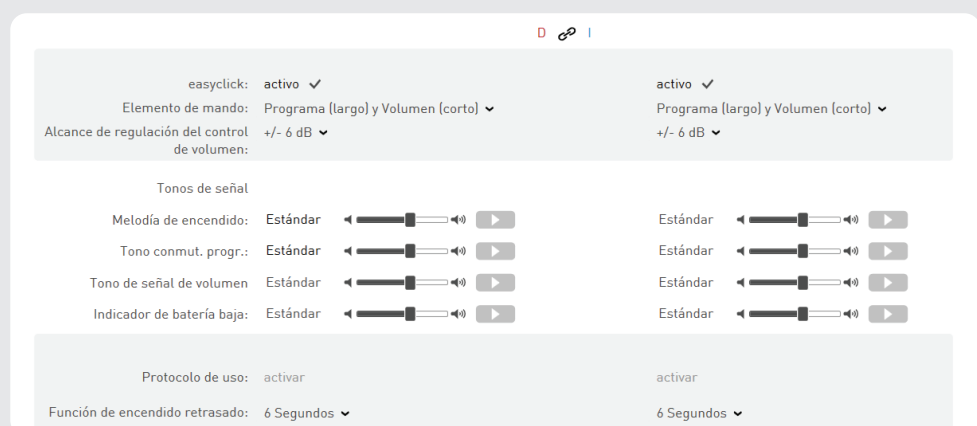 D I
easyclick: activo activo
Elemento de mando: Programa (largo) y Volumen (corto) Programa (largo) y Volumen (corto)
Alcance de regulación del control +/- 6 dB +/- 6 dB
de volumen:
Tonos de señal
Melodía de encendido: Estándar Estándar
Tono conmut. progr.: Estándar Estándar
Tono de señal de volumen Estándar Estándar
Indicador de batería baja: Estándar Estándar
Protocolo de uso: activar activar
Función de encendido retrasado: 6 Segundos 6 Segundos